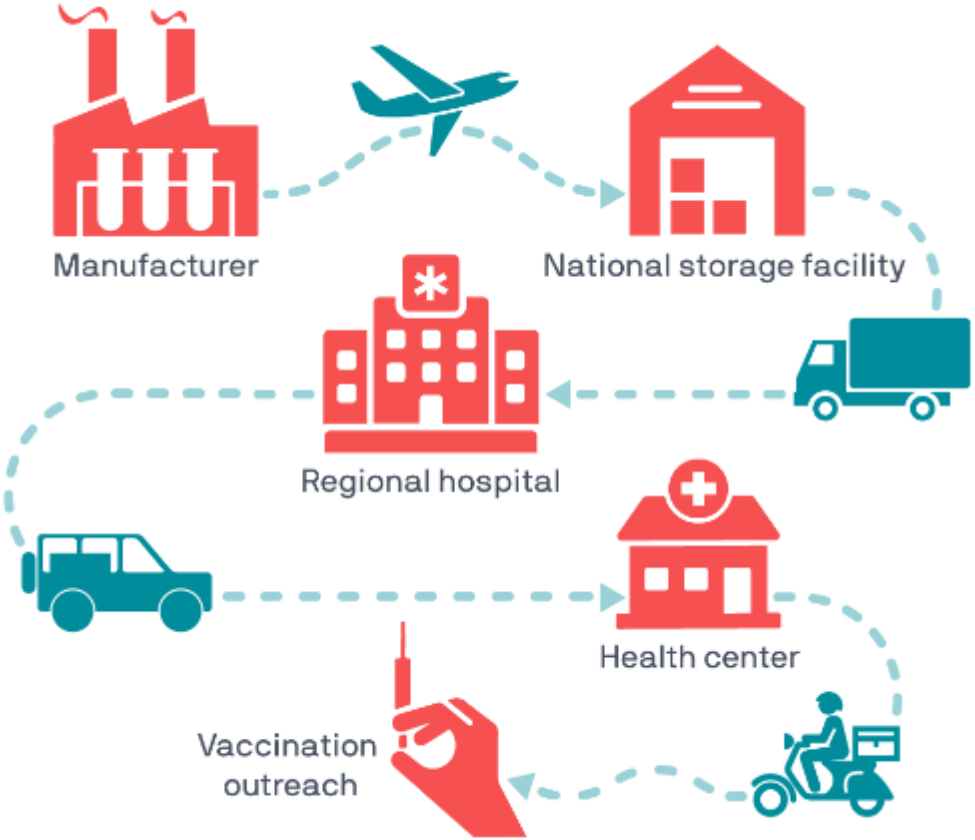 Manufacturer
National storage facility
Regional hospital
Health center
Vaccination
outreach